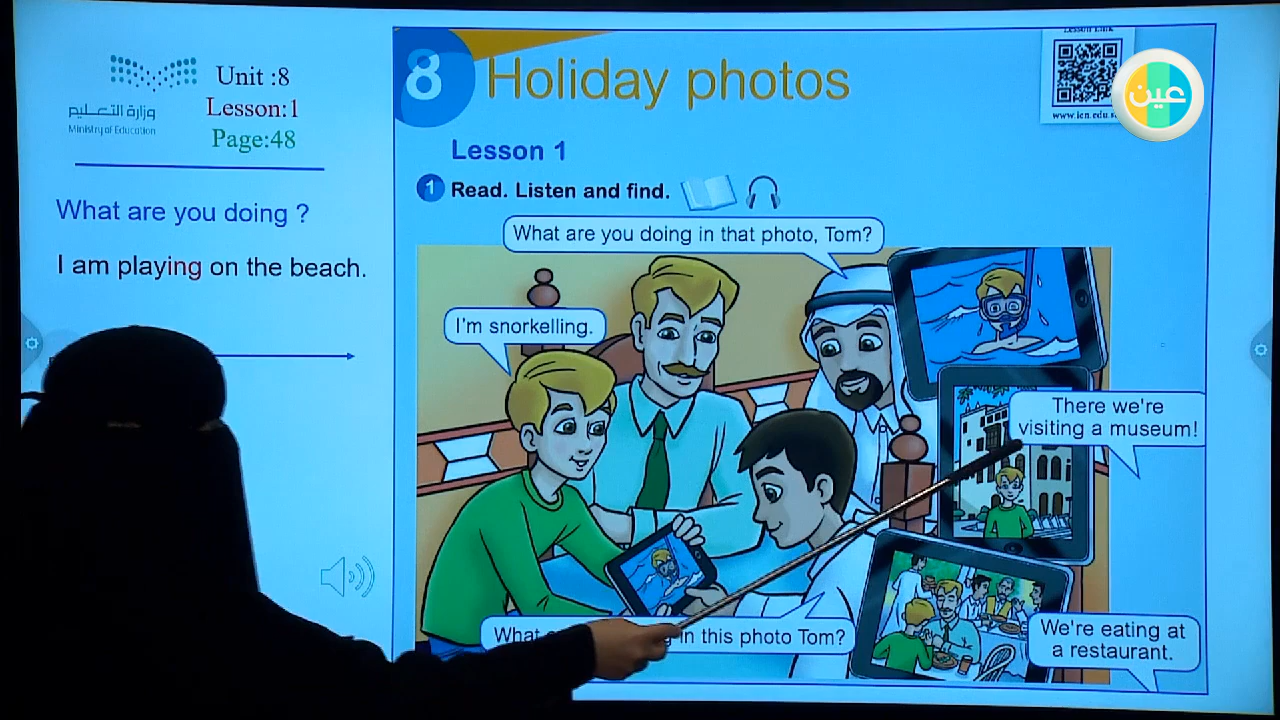 وزارة التعليم
Ministry of Education
Unit :8
Lesson:1
Page:48
What are you doing ?
I am playing on the beach.
8
Holiday photos
www.ien.edu.s
عين
Lesson 1
1 Read. Listen and find.
What are you doing in that photo, Tom?
I'm snorkelling.
There we're
visiting a museum!
What in this photo Tom?
We're eating at
a restaurant.